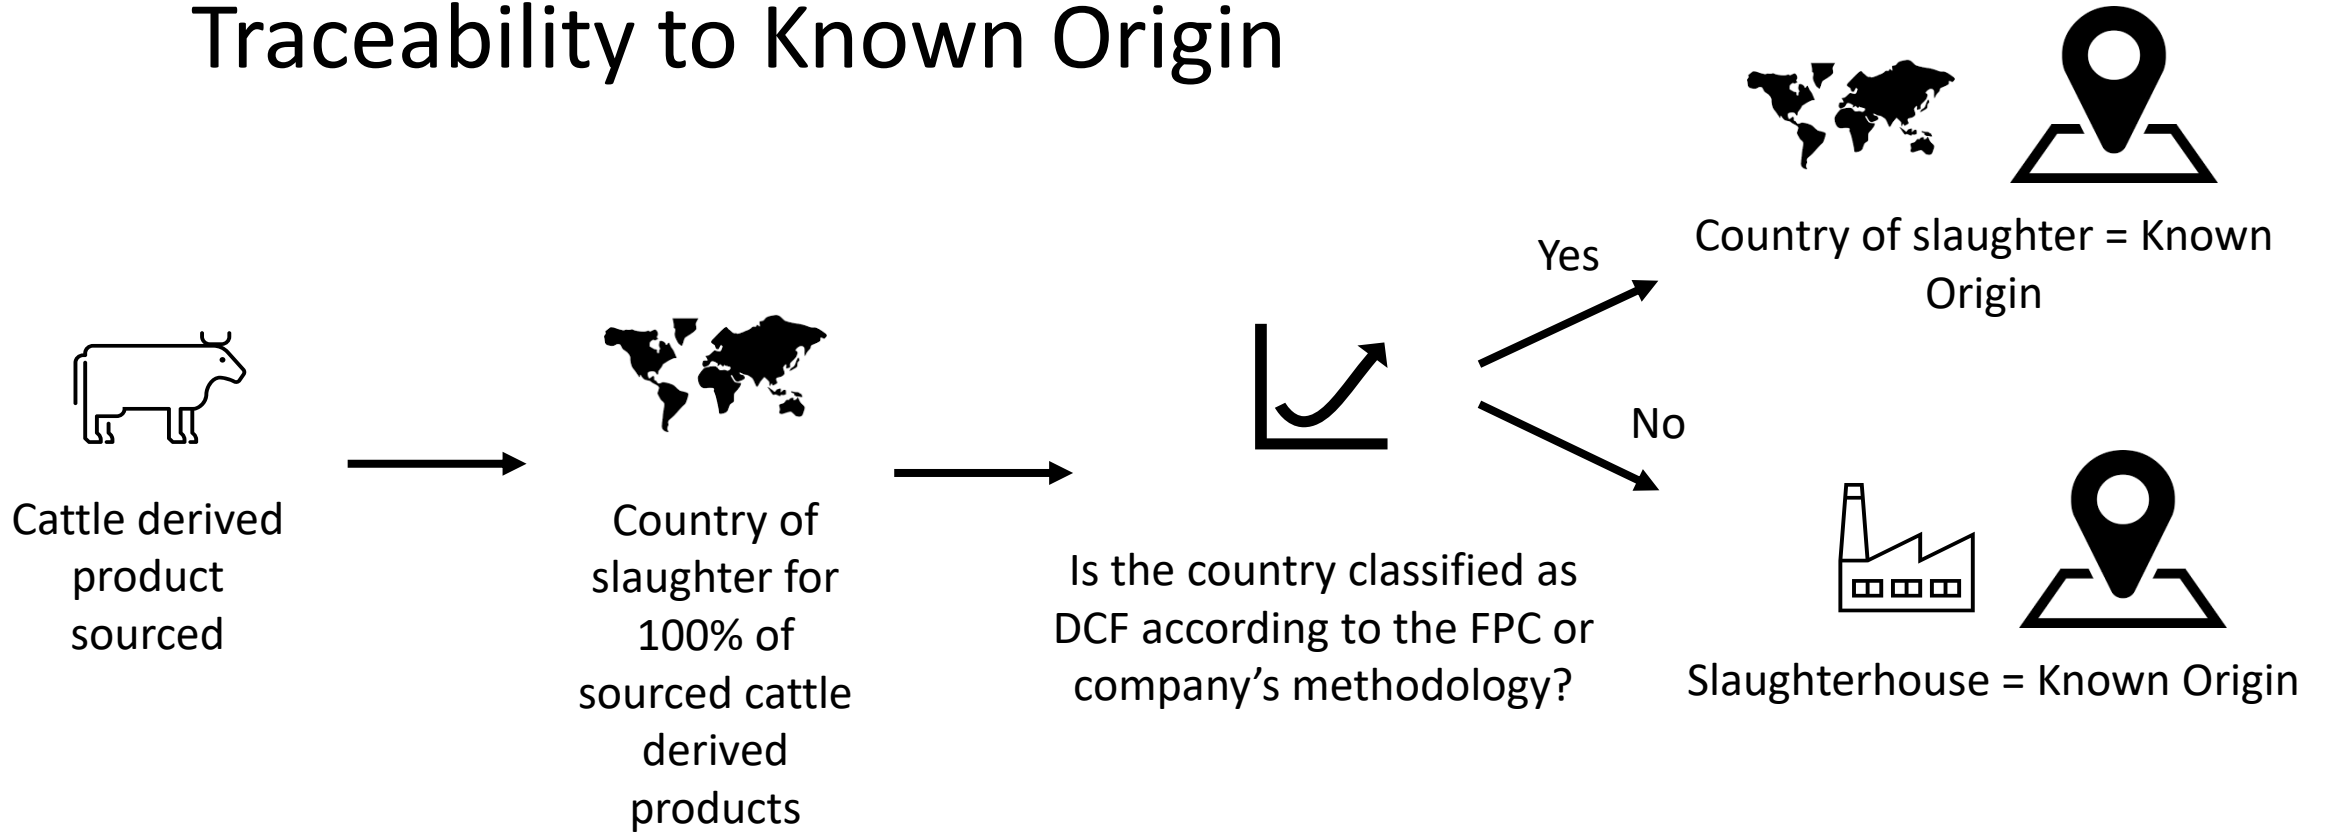 Traceability to Known Origin
Cattle derived
product
sourced
Country of
slaughter for
100% of
sourced cattle
derived
products
Is the country classified as
DCF according to the FPC or
company’s methodology?
Yes
Country of slaughter = Known
Origin
No
Slaughterhouse = Known Origin